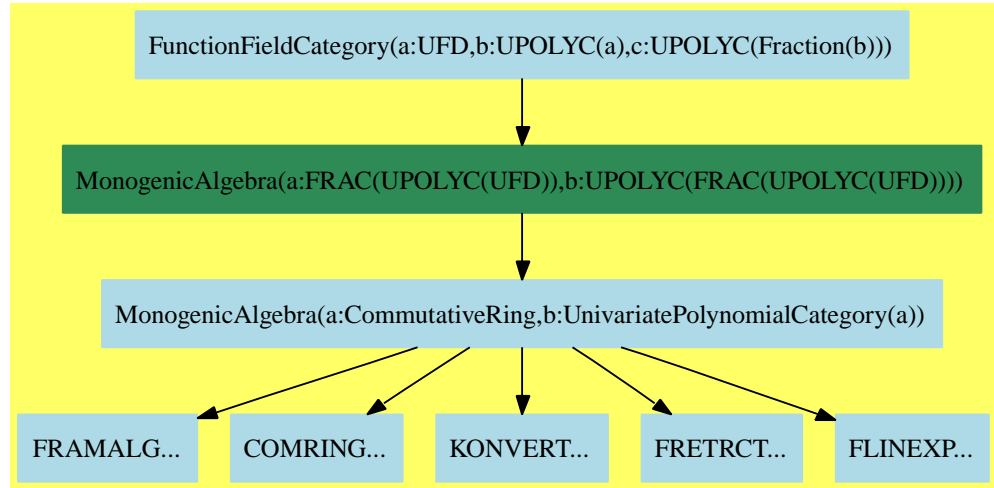 FunctionFieldCategory(a:UFD,b:UPOLYC(a),c:UPOLYC(Fraction(b)))
MonogenicAlgebra(a:FRAC(UPOLYC(UFD)),b:UPOLYC(FRAC(UPOLYC(UFD))))
MonogenicAlgebra(a:CommutativeRing,b:UnivariatePolynomialCategory(a))
FRAMALG... COMRING... KONVERT... FRETRCT... FLINEXP...